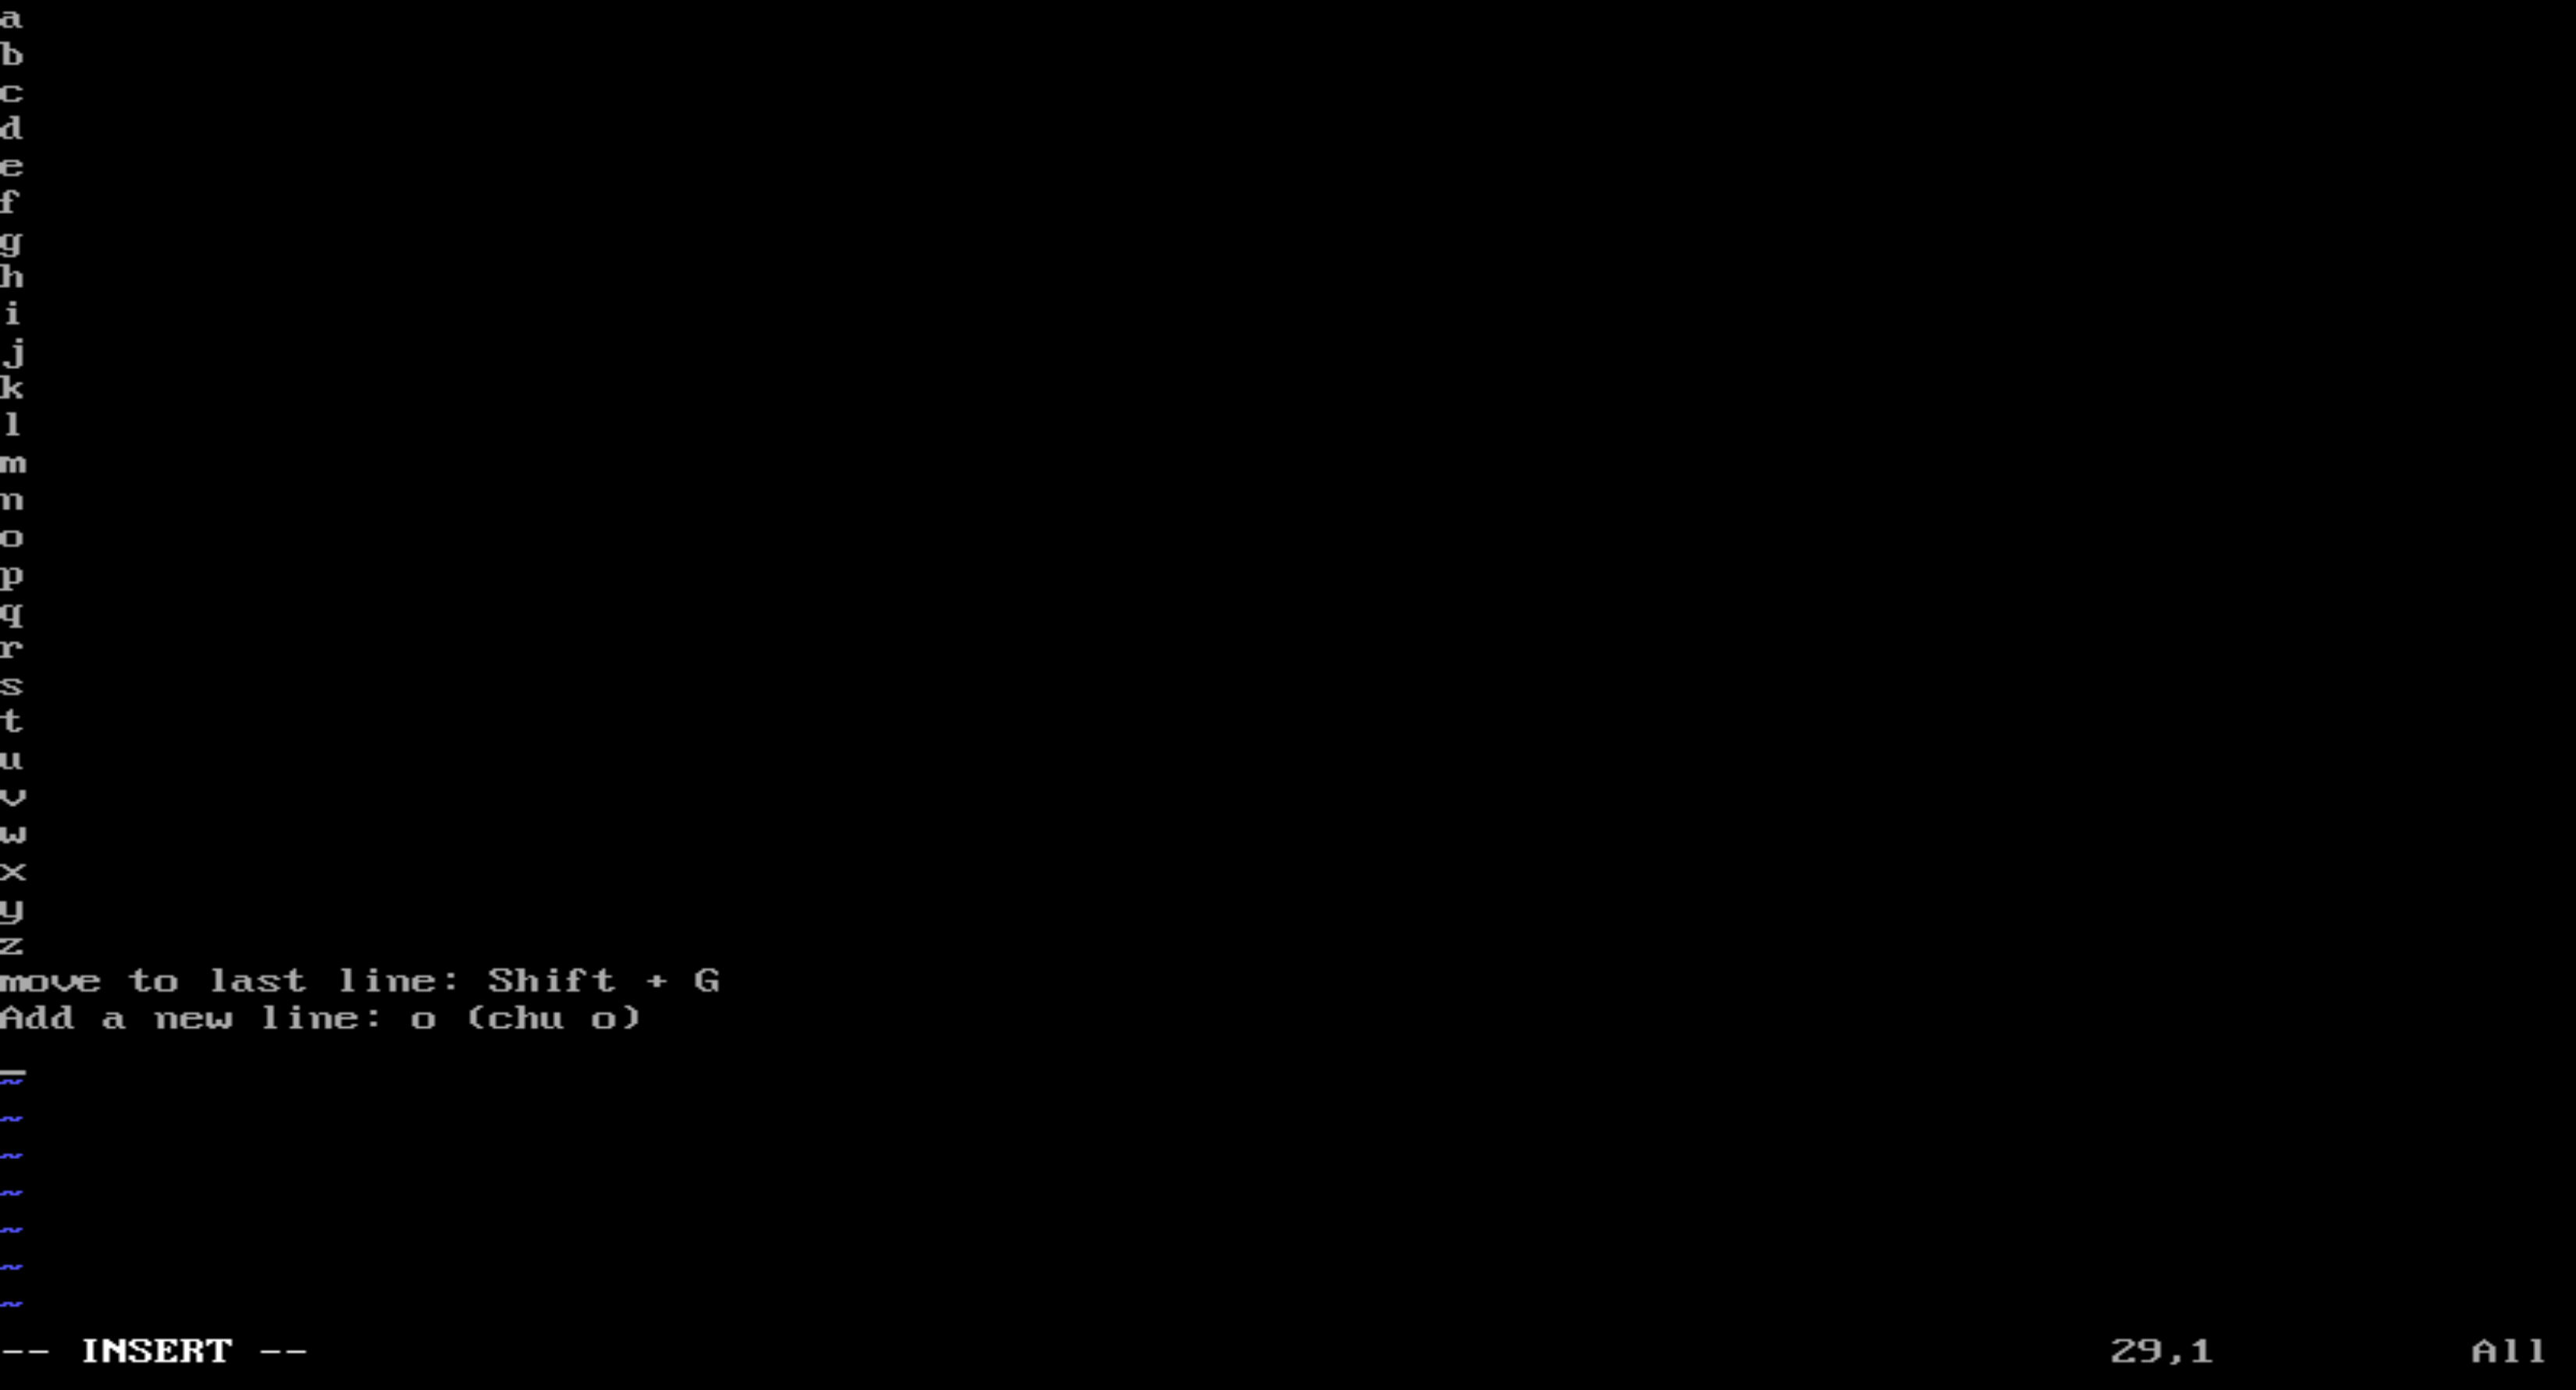 a
b
c
d
e
f
g
h
i
j
k
l
m
n
o
p
q
r
s
t
u
v
w
x
y
z
move to last line: Shift + G
Add a new line: o (chu o)
~
~
~
~
~
~
~
-- INSERT -- 29,1 All